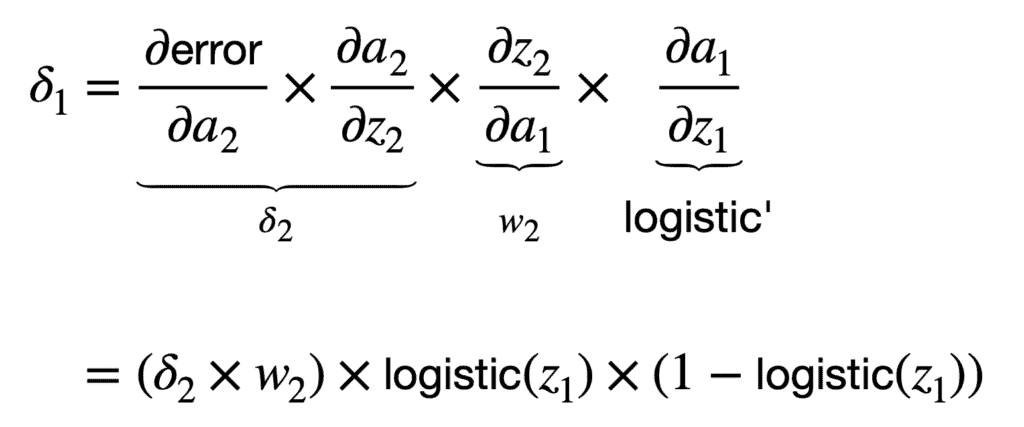 δ₁ = ∂error/∂a₂ × ∂a₂/∂z₂ × ∂z₂/∂a₁ × ∂a₁/∂z₁
δ₂ w₂ logistic'
= (δ₂ × w₂) × logistic(z₁) × (1 − logistic(z₁))